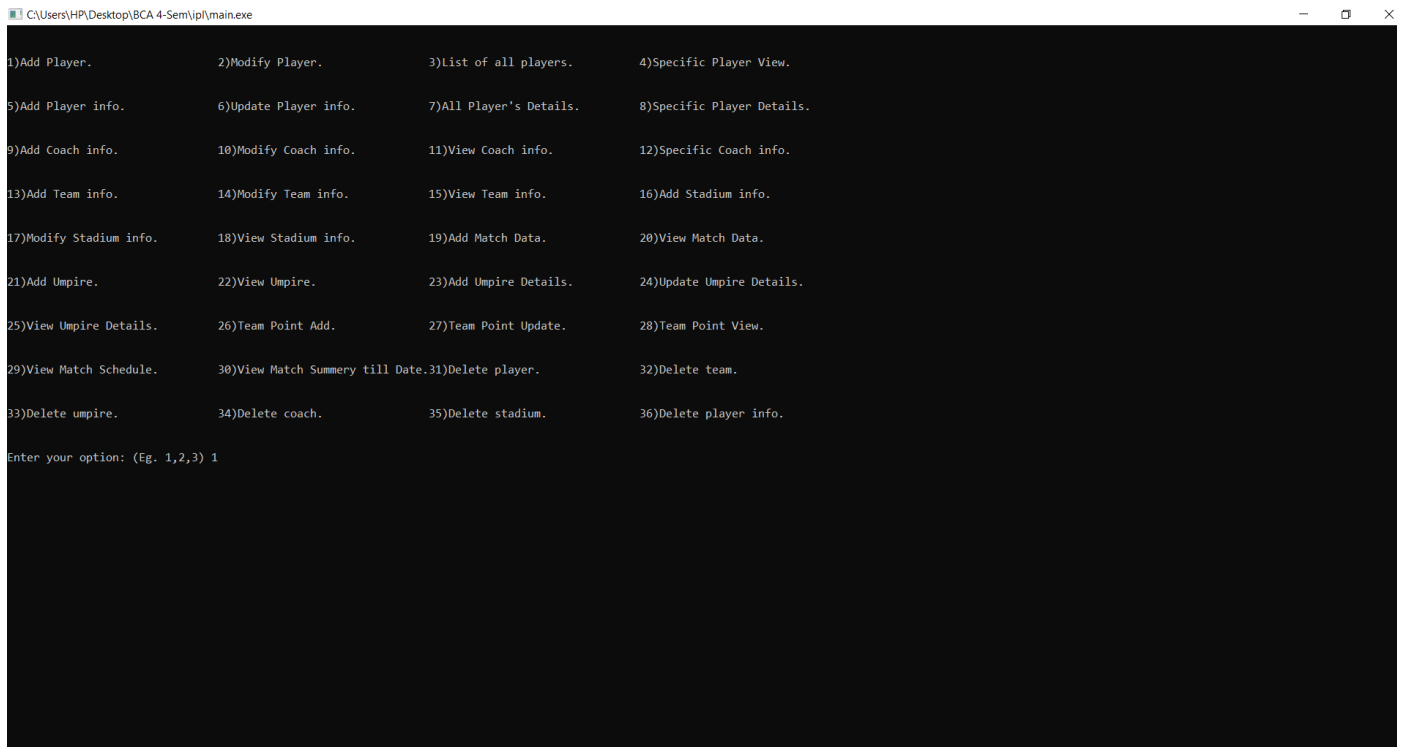 C:\Users\HP\Desktop\BCA 4-Sem\ipl\main.exe
1)Add Player. 2)Modify Player. 3)List of all players. 4)Specific Player View.
5)Add Player info. 6)Update Player info. 7)All Player's Details. 8)Specific Player Details.
9)Add Coach info. 10)Modify Coach info. 11)View Coach info. 12)Specific Coach info.
13)Add Team info. 14)Modify Team info. 15)View Team info. 16)Add Stadium info.
17)Modify Stadium info. 18)View Stadium info. 19)Add Match Data. 20)View Match Data.
21)Add Umpire. 22)View Umpire. 23)Add Umpire Details. 24)Update Umpire Details.
25)View Umpire Details. 26)Team Point Add. 27)Team Point Update. 28)Team Point View.
29)View Match Schedule. 30)View Match Summery till Date.31)Delete player. 32)Delete team.
33)Delete umpire. 34)Delete coach. 35)Delete stadium. 36)Delete player info.
Enter your option: (Eg. 1,2,3) 1